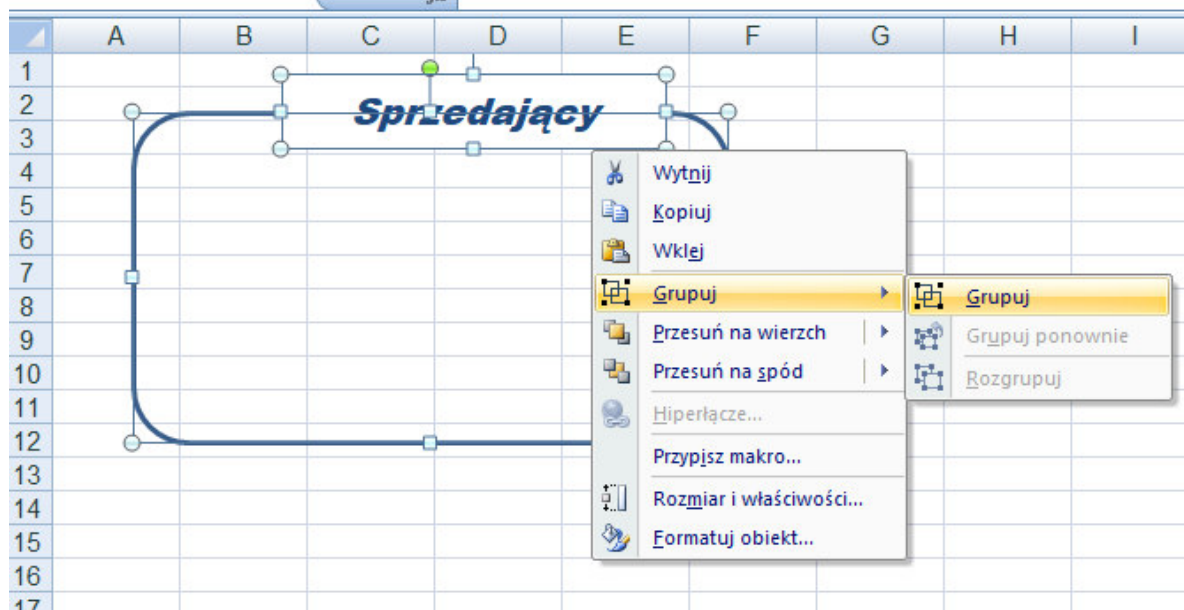 A B C D E F G H I
1
2
Sprzedający
3
4
5
6
7
8
9
10
11
12
13
14
15
16
17
Wytnij
Kopiuj
Wklej
Grupuj
Przesuń na wierzch
Przesuń na spód
Hiperłącze...
Przypisz makro...
Rozmiar i właściwości...
Formatuj obiekt...
Grupuj
Grupuj ponownie
Rozgrupuj